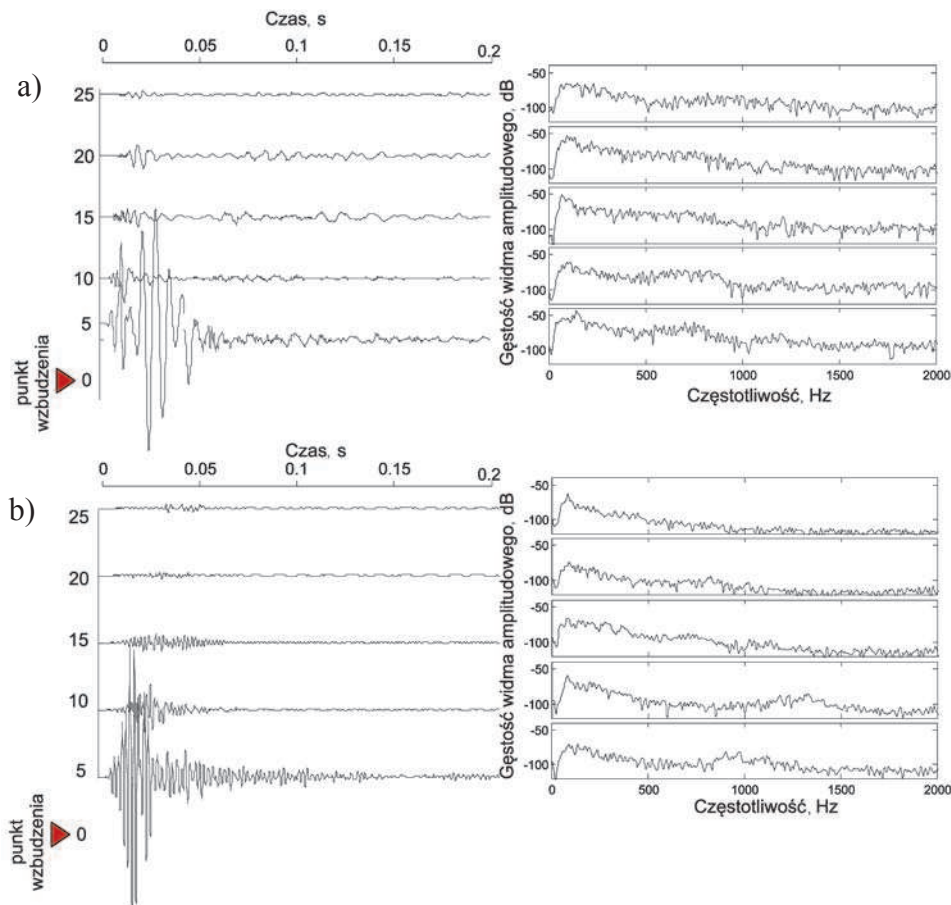 Czas, s
0 0.05 0.1 0.15 0.2
a)
25
20
15
10
5
0
punkt
wzbudzenia
Gęstość widma amplitudowego, dB
-50
-100
-50
-100
-50
-100
-50
-100
-50
-100
0 500 1000 1500 2000
Częstotliwość, Hz
Czas, s
0 0.05 0.1 0.15 0.2
b)
25
20
15
10
5
0
punkt
wzbudzenia
Gęstość widma amplitudowego, dB
-50
-100
-50
-100
-50
-100
-50
-100
-50
-100
0 500 1000 1500 2000
Częstotliwość, Hz